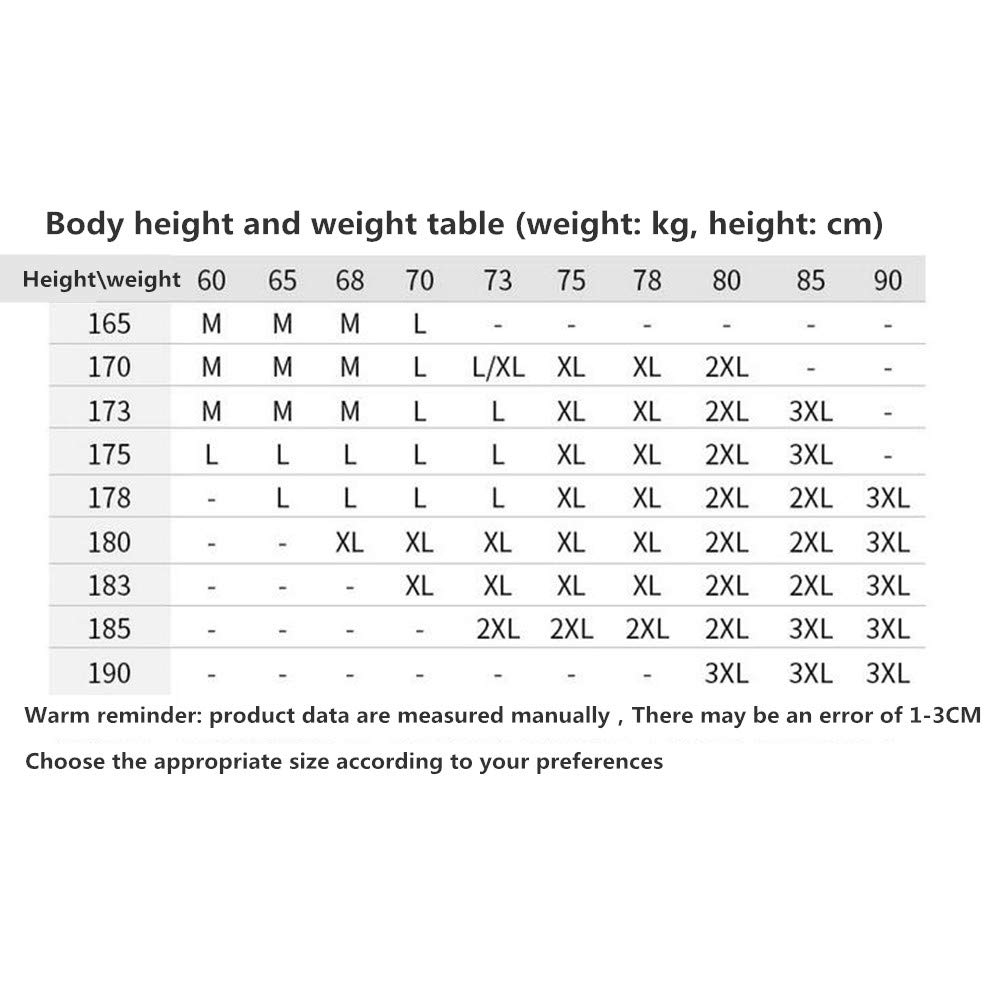 Body height and weight table (weight: kg, height: cm)
Height\weight 60 65 68 70 73 75 78 80 85 90
165 M M M L - - - - - -
170 M M M L L/XL XL XL 2XL - -
173 M M M L L XL XL 2XL 3XL -
175 L L L L L XL XL 2XL 3XL -
178 - L L L L XL XL 2XL 2XL 3XL
180 - - XL XL XL XL XL 2XL 2XL 3XL
183 - - - XL XL XL XL 2XL 2XL 3XL
185 - - - - 2XL 2XL 2XL 2XL 3XL 3XL
190 - - - - - - - 3XL 3XL 3XL
Warm reminder: product data are measured manually , There may be an error of 1-3CM
Choose the appropriate size according to your preferences